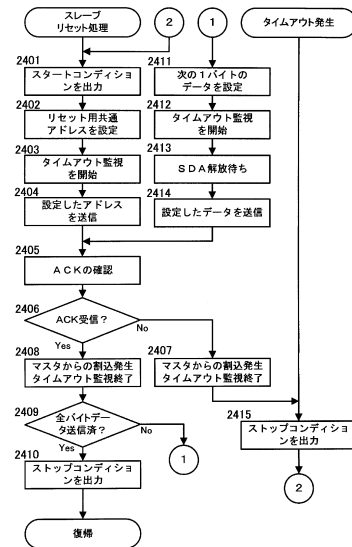 スレーブ
リセット処理
2
1
タイムアウト発生
2401
スタートコンディション
を出力
2402
リセット用共通
アドレスを設定
2403
タイムアウト監視
を開始
2404
設定したアドレス
を送信
2411
次の１バイトの
データを設定
2412
タイムアウト監視
を開始
2413
ＳＤＡ解放待ち
2414
設定したデータを送信
2405
ＡＣＫの確認
2406
ACK受信？
No
Yes
2408
マスタからの割込発生
タイムアウト監視終了
2407
マスタからの割込発生
タイムアウト監視終了
2409
全バイトデー
タ送信済？
No
Yes
1
2410
ストップコンディショ
ンを出力
復帰
2415
ストップコンディショ
ンを出力
2